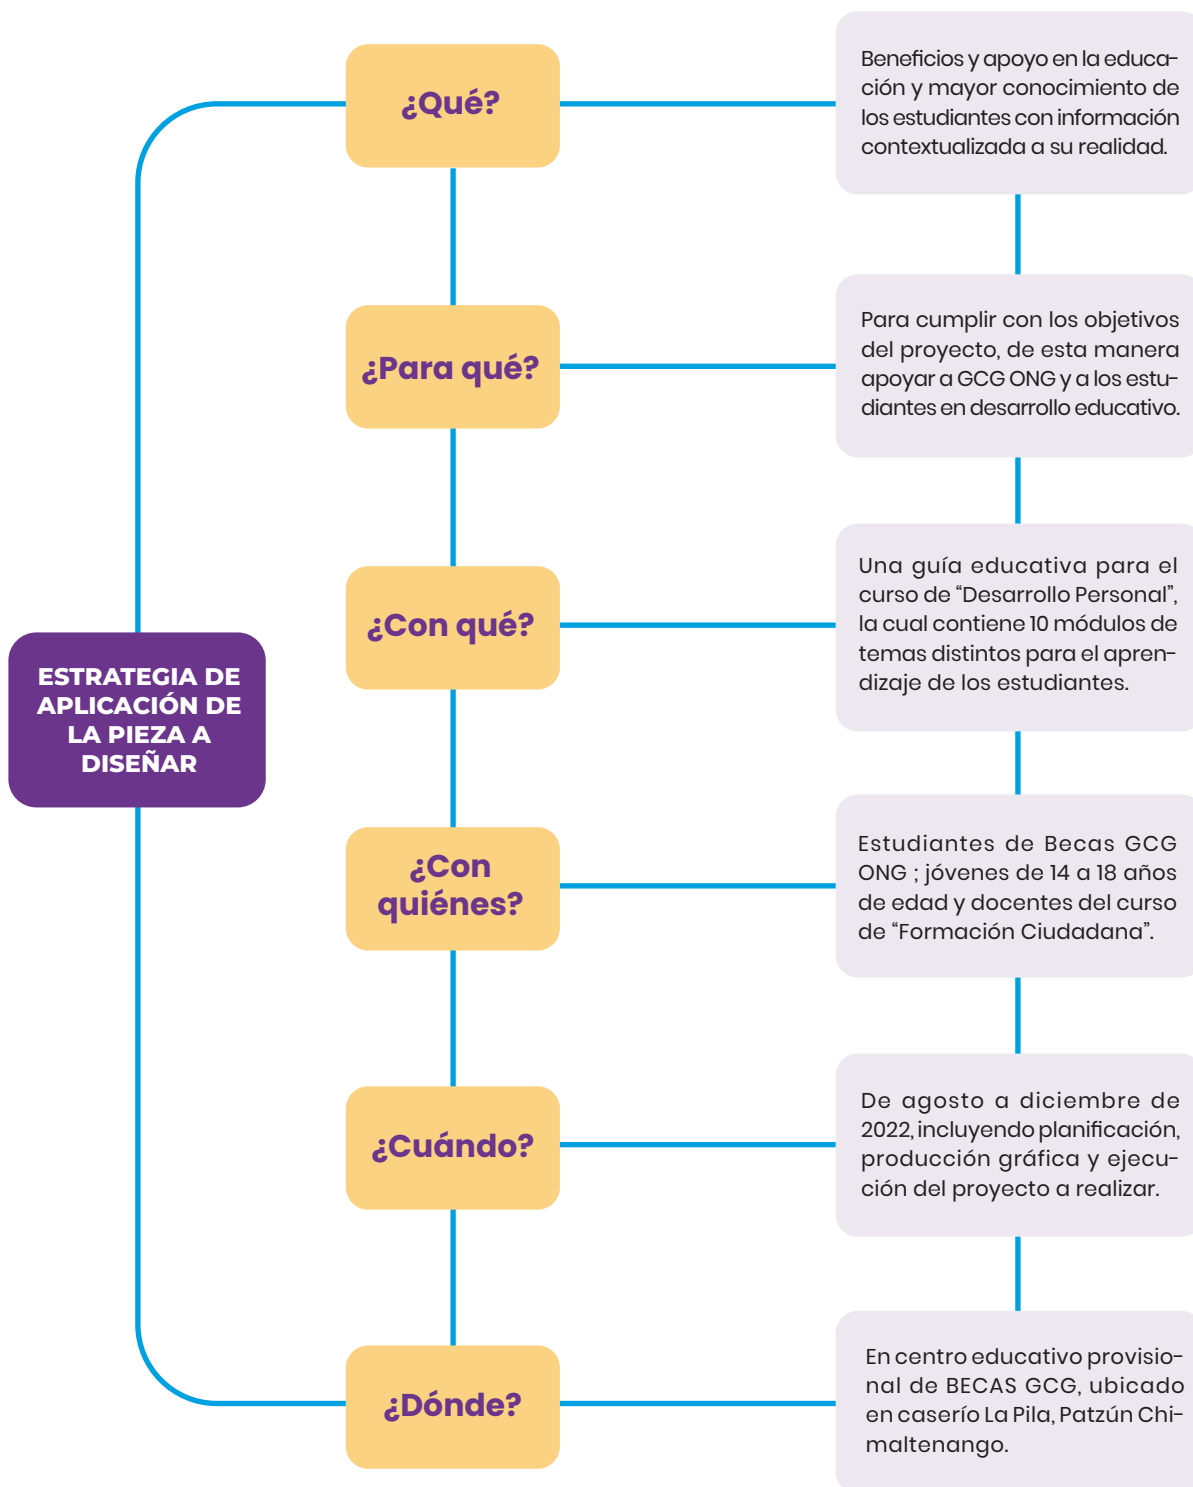 ¿Qué?
Beneficios y apoyo en la educa-
ción y mayor conocimiento de
los estudiantes con información
contextualizada a su realidad.
¿Para qué?
Para cumplir con los objetivos
del proyecto, de esta manera
apoyar a GCG ONG y a los estu-
diantes en desarrollo educativo.
¿Con qué?
Una guía educativa para el
curso de “Desarrollo Personal”,
la cual contiene 10 módulos de
temas distintos para el apren-
dizaje de los estudiantes.
ESTRATEGIA DE
APLICACIÓN DE
LA PIEZA A
DISEÑAR
¿Con
quiénes?
Estudiantes de Becas GCG
ONG ; jóvenes de 14 a 18 años
de edad y docentes del curso
de “Formación Ciudadana”.
¿Cuándo?
De agosto a diciembre de
2022, incluyendo planificación,
producción gráfica y ejecu-
ción del proyecto a realizar.
¿Dónde?
En centro educativo provisio-
nal de BECAS GCG, ubicado
en caserío La Pila, Patzún Chi-
maltenango.